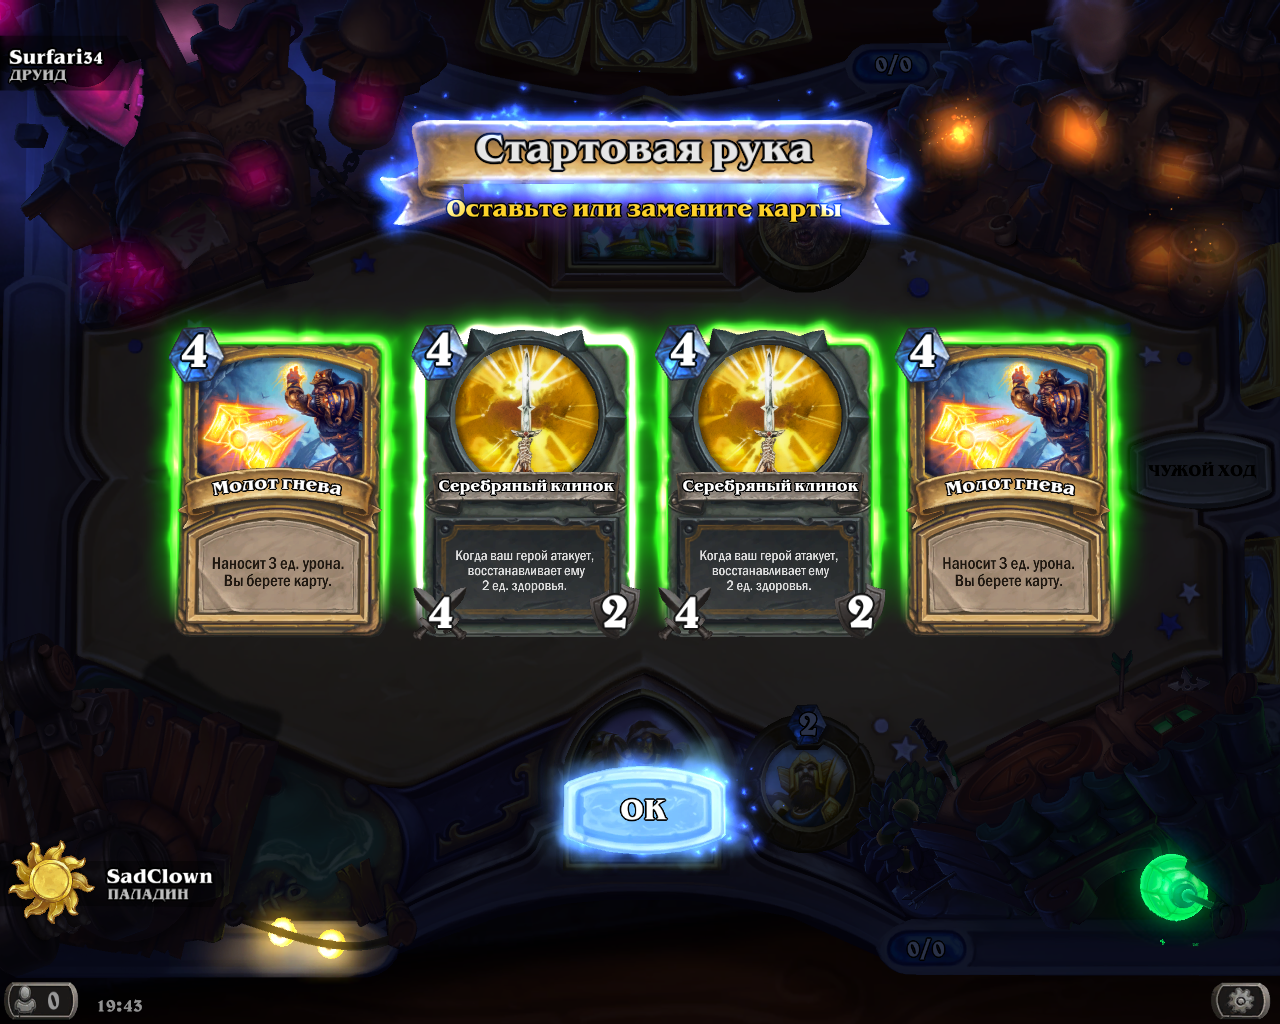 Surfari34
ДРУИД
0/0
Стартовая рука
Оставьте или замените карты
4
Молот гнева
Наносит 3 ед. урона.
Вы берете карту.
4
Серебряный клинок
Когда ваш герой атакует,
восстанавливает ему
2 ед. здоровья.
4
2
4
Серебряный клинок
Когда ваш герой атакует,
восстанавливает ему
2 ед. здоровья.
4
2
4
Молот гнева
Наносит 3 ед. урона.
Вы берете карту.
ЧУЖОЙ ХОД
2
ОК
SadClown
ПАЛАДИН
0/0
0
19:43